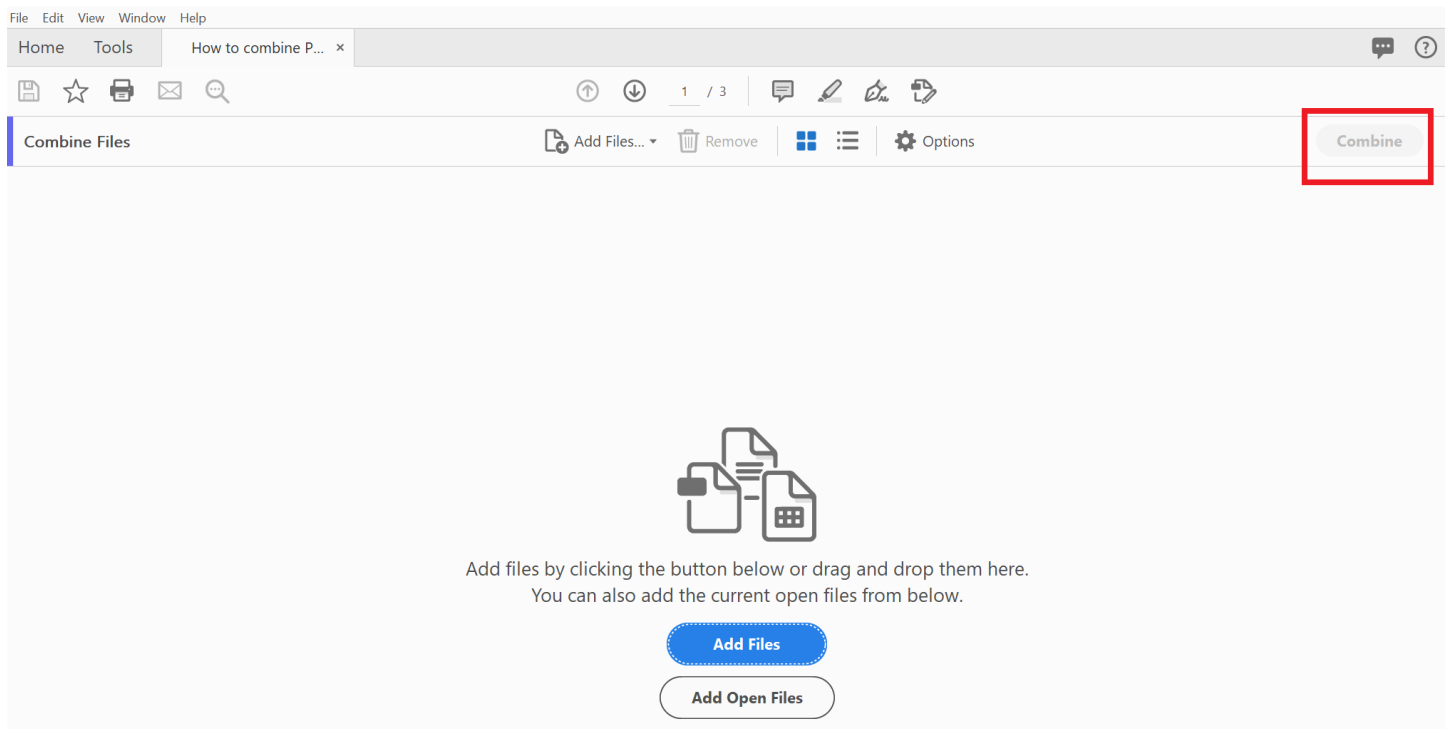 File Edit View Window Help
Home Tools How to combine P... ×
1 / 3
Combine Files Add Files... Remove Options Combine
Add files by clicking the button below or drag and drop them here.
You can also add the current open files from below.
Add Files
Add Open Files